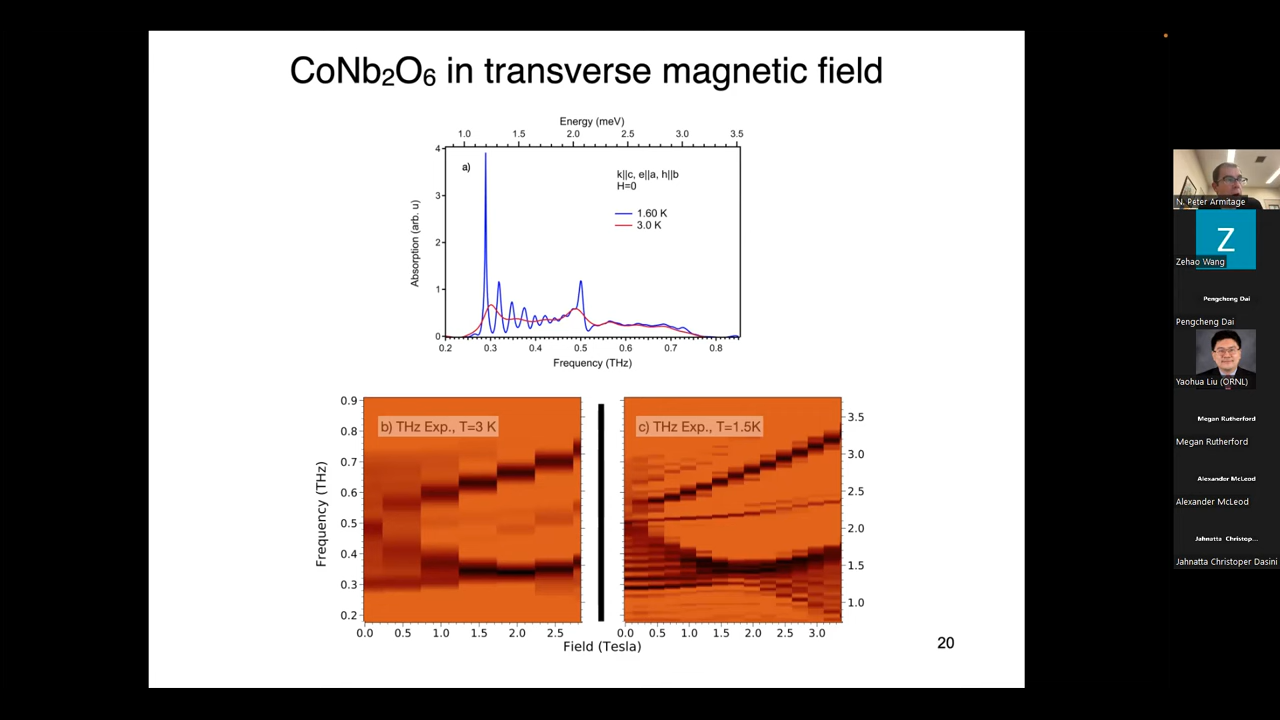 CoNb₂O₆ in transverse magnetic field
Energy (meV)
1.0 1.5 2.0 2.5 3.0 3.5
a)
k||c, e||a, h||b
H=0
1.60 K
3.0 K
Absorption (arb. u)
4
3
2
1
0
0.2 0.3 0.4 0.5 0.6 0.7 0.8
Frequency (THz)
b) THz Exp., T=3 K
Frequency (THz)
0.9
0.8
0.7
0.6
0.5
0.4
0.3
0.2
0.0 0.5 1.0 1.5 2.0 2.5
c) THz Exp., T=1.5K
3.5
3.0
2.5
2.0
1.5
1.0
0.0 0.5 1.0 1.5 2.0 2.5 3.0
Field (Tesla)
20
N. Peter Armitage
Z
Zehao Wang
Pengcheng Dai
Pengcheng Dai
Yaohua Liu (ORNL)
Megan Rutherford
Megan Rutherford
Alexander McLeod
Alexander McLeod
Jahnatta Christop...
Jahnatta Christoper Dasini